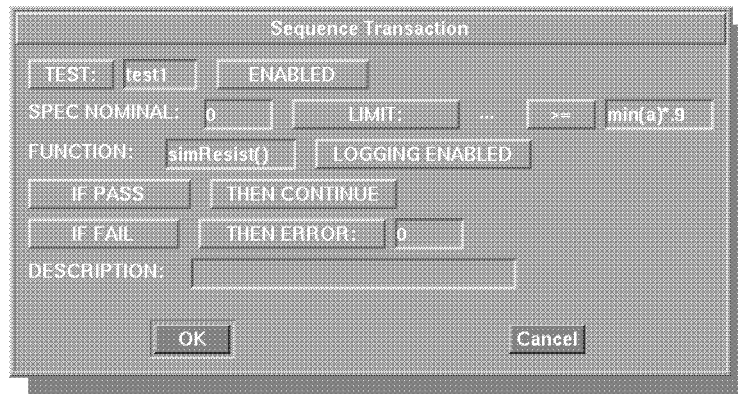 Sequence Transaction
TEST: test1 ENABLED
SPEC NOMINAL: 0 LIMIT: ... >= min(a)*.9
FUNCTION: simResist() LOGGING ENABLED
IF PASS THEN CONTINUE
IF FAIL THEN ERROR: 0
DESCRIPTION:
OK Cancel